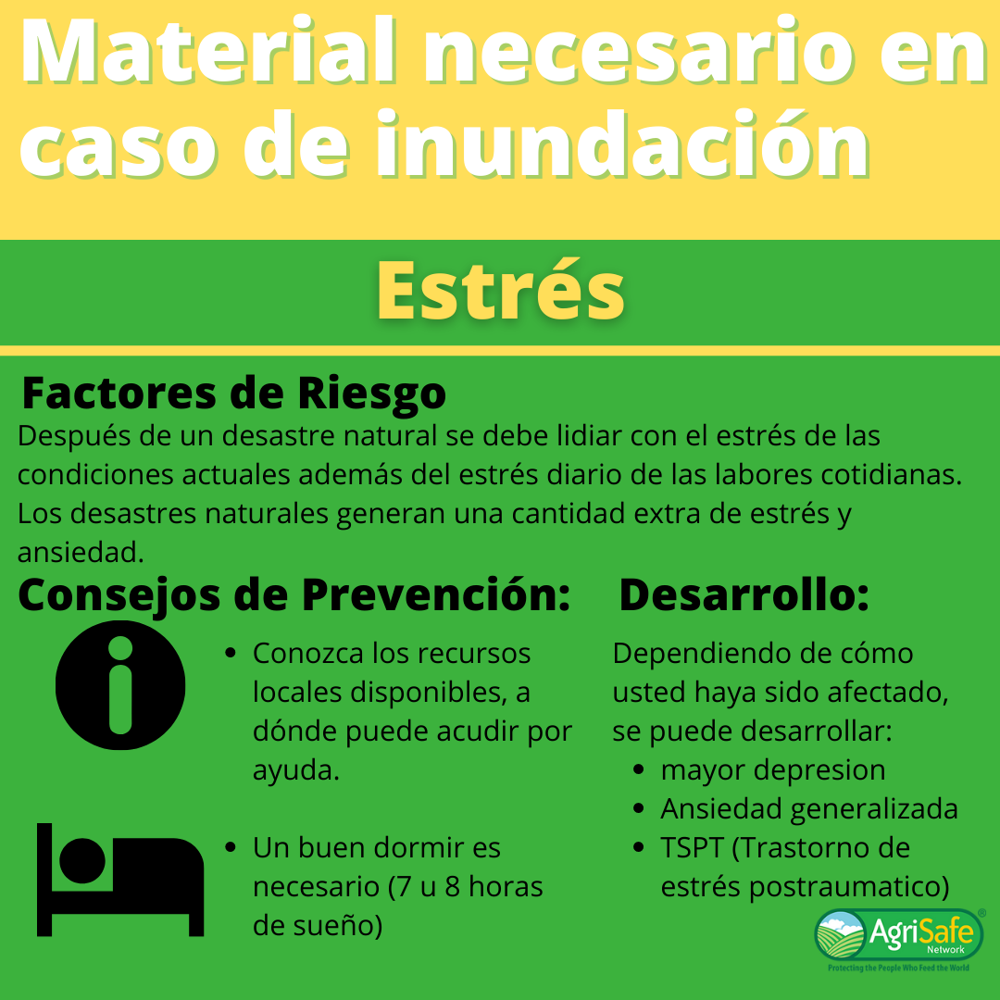 Material necesario en
caso de inundación
Estrés
Factores de Riesgo
Después de un desastre natural se debe lidiar con el estrés de las
condiciones actuales además del estrés diario de las labores cotidianas.
Los desastres naturales generan una cantidad extra de estrés y
ansiedad.
Consejos de Prevención:
• Conozca los recursos
locales disponibles, a
dónde puede acudir por
ayuda.
• Un buen dormir es
necesario (7 u 8 horas
de sueño)
Desarrollo:
Dependiendo de cómo
usted haya sido afectado,
se puede desarrollar:
• mayor depresion
• Ansiedad generalizada
• TSPT (Trastorno de
estrés postraumatico)
AgriSafe®
Network
Protecting the People Who Feed the World